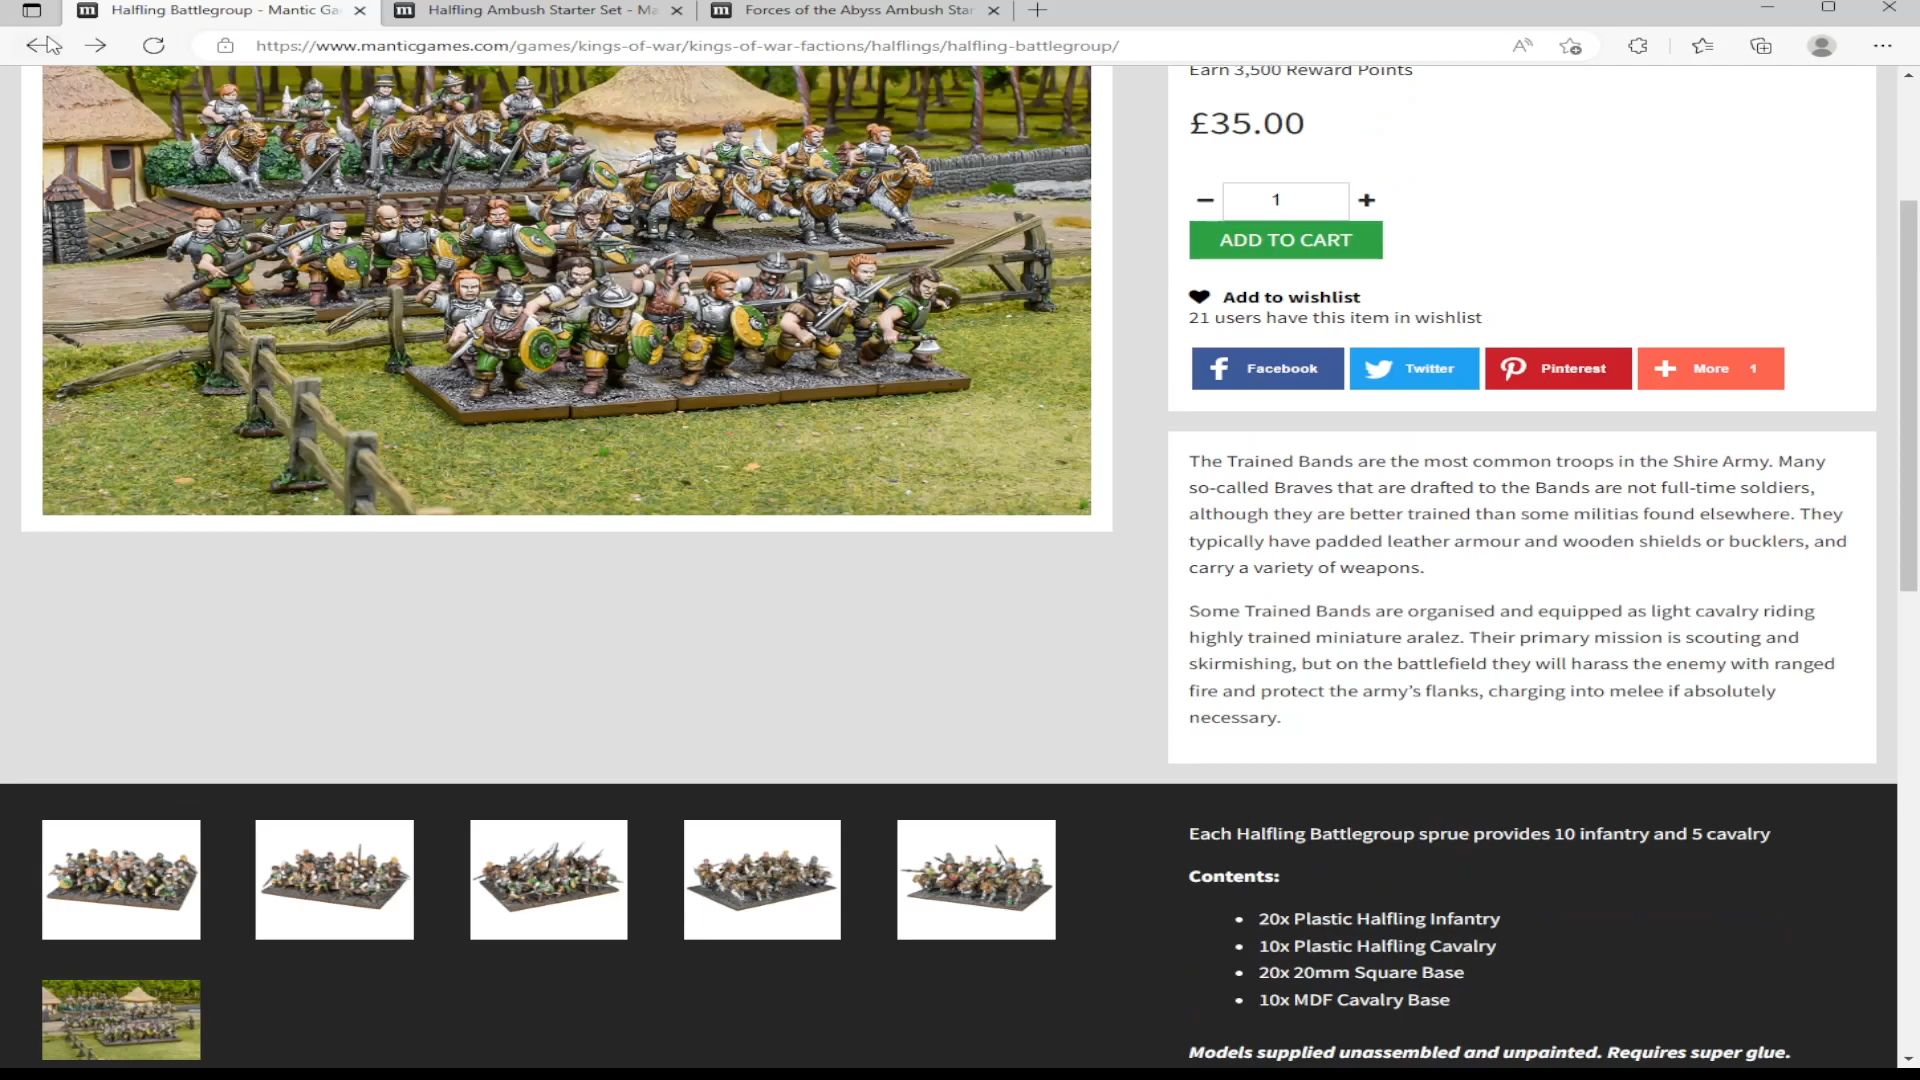 Halfling Battlegroup - Mantic Ga
Halfling Ambush Starter Set - Ma
Forces of the Abyss Ambush Star
https://www.manticgames.com/games/kings-of-war/kings-of-war-factions/halflings/halfling-battlegroup/
Earn 3,500 Reward Points
£35.00
1
ADD TO CART
Add to wishlist
21 users have this item in wishlist
Facebook
Twitter
Pinterest
More 1
The Trained Bands are the most common troops in the Shire Army. Many
so-called Braves that are drafted to the Bands are not full-time soldiers,
although they are better trained than some militias found elsewhere. They
typically have padded leather armour and wooden shields or bucklers, and
carry a variety of weapons.
Some Trained Bands are organised and equipped as light cavalry riding
highly trained miniature aralez. Their primary mission is scouting and
skirmishing, but on the battlefield they will harass the enemy with ranged
fire and protect the army's flanks, charging into melee if absolutely
necessary.
Each Halfling Battlegroup sprue provides 10 infantry and 5 cavalry
Contents:
• 20x Plastic Halfling Infantry
• 10x Plastic Halfling Cavalry
• 20x 20mm Square Base
• 10x MDF Cavalry Base
Models supplied unassembled and unpainted. Requires super glue.